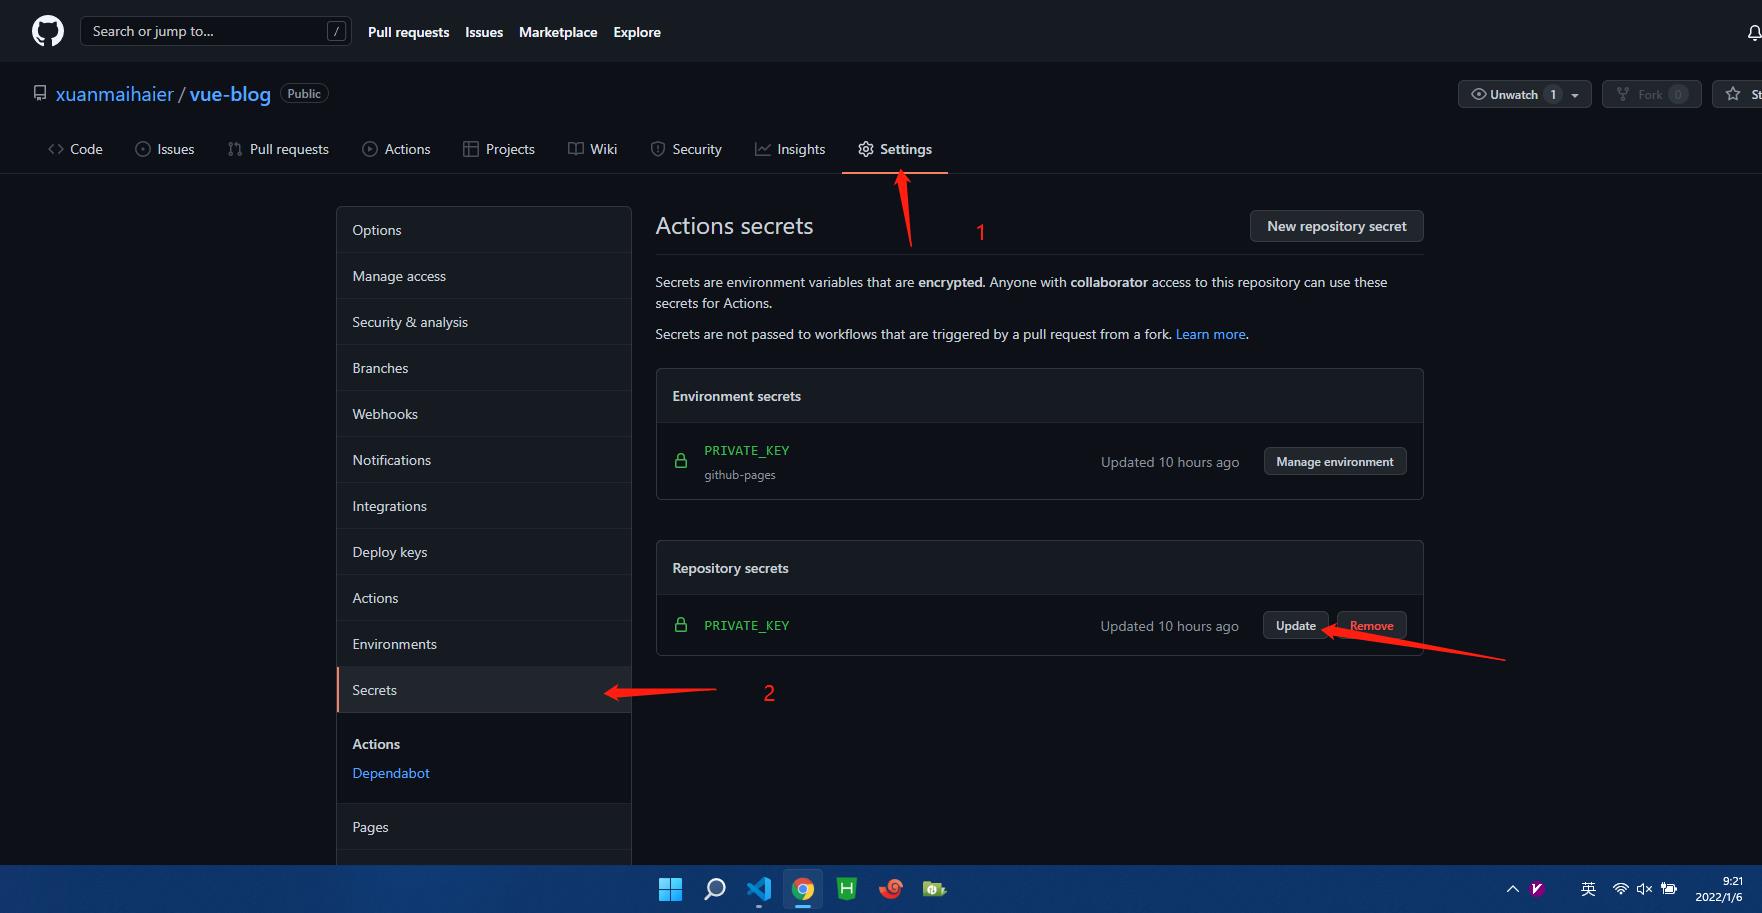 Search or jump to... /
Pull requests Issues Marketplace Explore
xuanmaihaier / vue-blog Public
Unwatch 1 Fork 0 St
Code Issues Pull requests Actions Projects Wiki Security Insights Settings
1
Options
Manage access
Security & analysis
Branches
Webhooks
Notifications
Integrations
Deploy keys
Actions
Environments
Secrets
2
Actions
Dependabot
Pages
Actions secrets
New repository secret
Secrets are environment variables that are encrypted. Anyone with collaborator access to this repository can use these
secrets for Actions.
Secrets are not passed to workflows that are triggered by a pull request from a fork. Learn more.
Environment secrets
PRIVATE_KEY
github-pages
Updated 10 hours ago
Manage environment
Repository secrets
PRIVATE_KEY
Updated 10 hours ago
Update Remove
英
9:21
2022/1/6